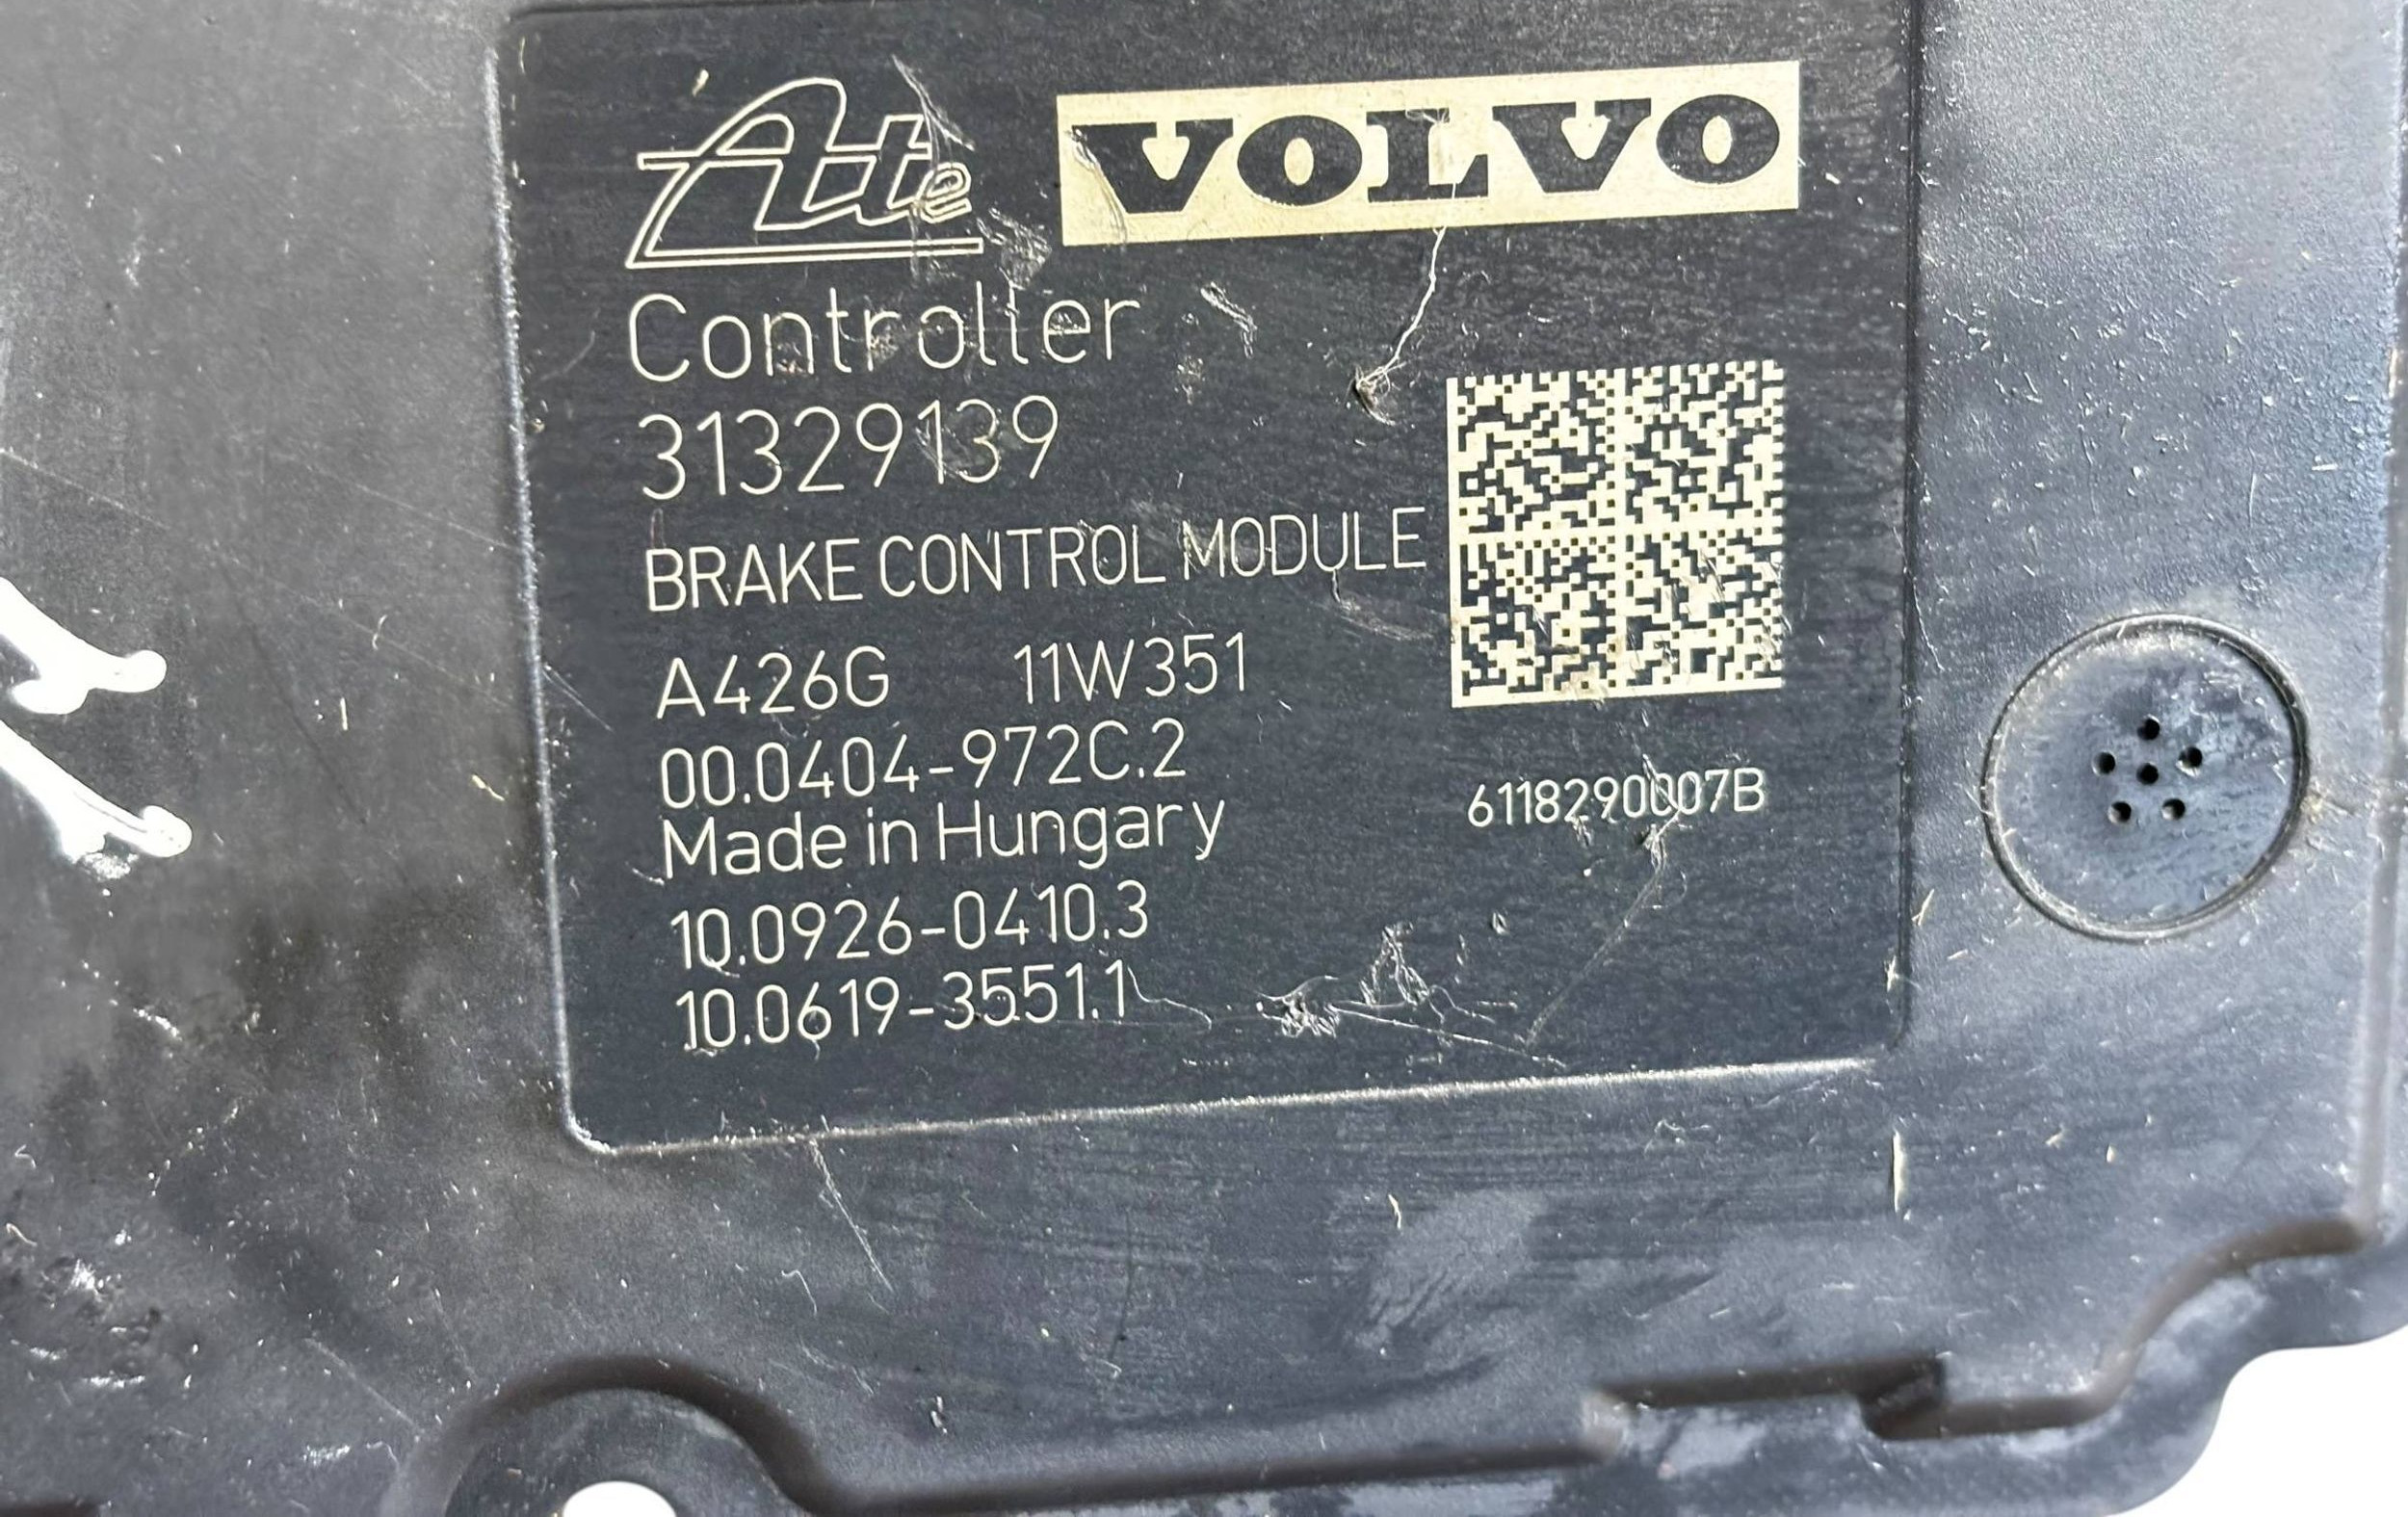 Ate VOLVO
Controller
31329139
BRAKE CONTROL MODULE
A426G 11W351
00.0404-972C.2
Made in Hungary
6118290007B
10.0926-0410.3
10.0619-3551.1